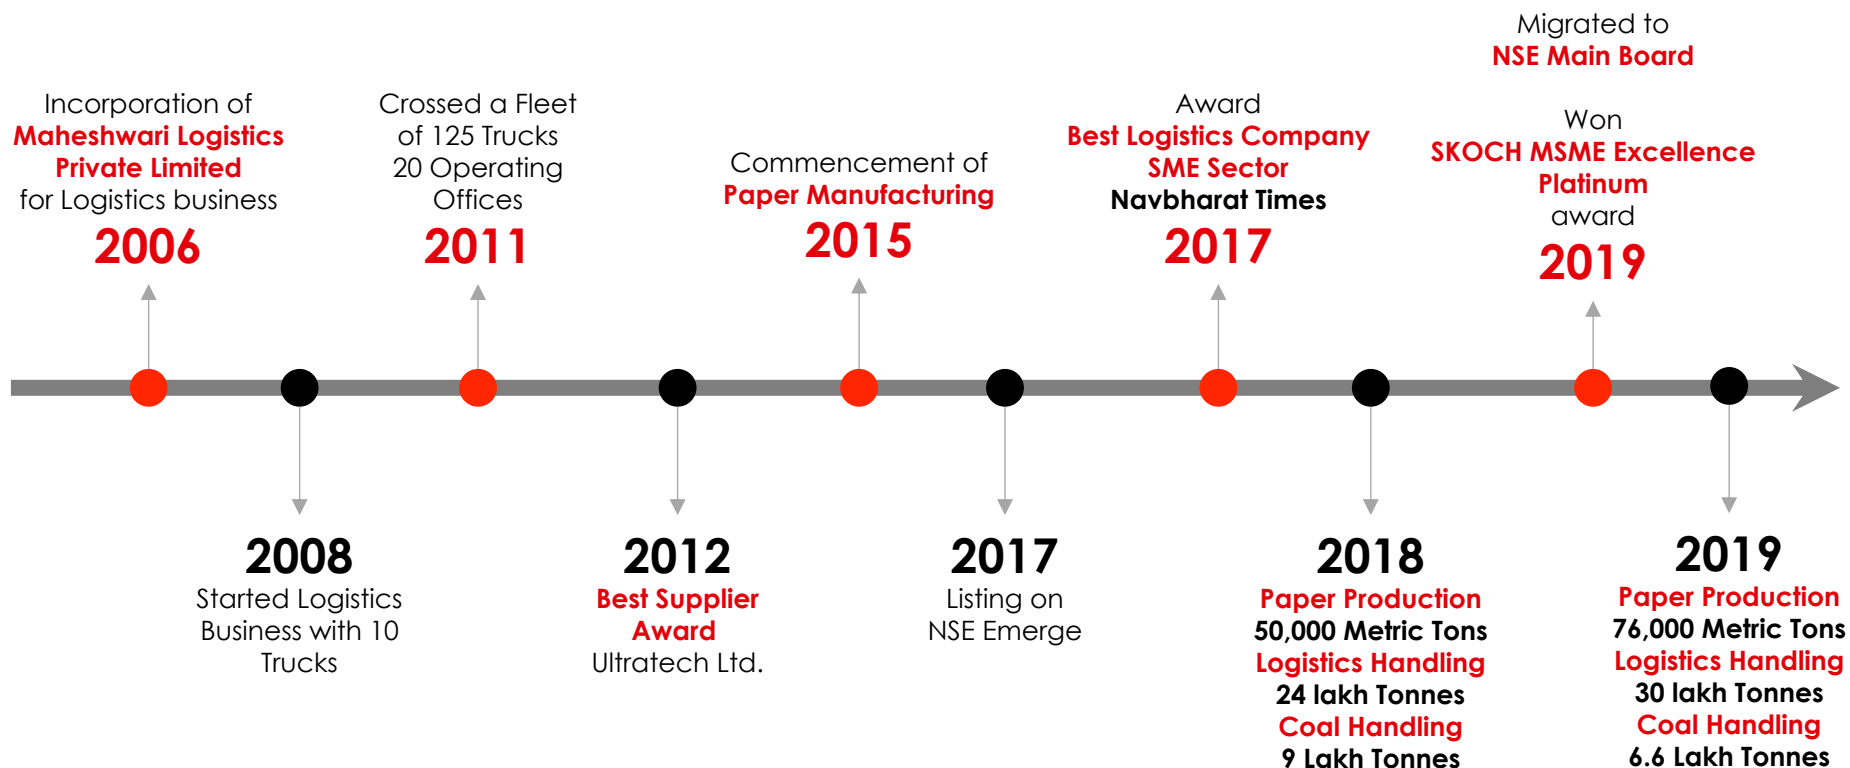 Incorporation of
Maheshwari Logistics
Private Limited
for Logistics business
2006
Crossed a Fleet
of 125 Trucks
20 Operating
Offices
2011
Commencement of
Paper Manufacturing
2015
Award
Best Logistics Company
SME Sector
Navbharat Times
2017
Migrated to
NSE Main Board
Won
SKOCH MSME Excellence
Platinum
award
2019
2008
Started Logistics
Business with 10
Trucks
2012
Best Supplier
Award
Ultratech Ltd.
2017
Listing on
NSE Emerge
2018
Paper Production
50,000 Metric Tons
Logistics Handling
24 lakh Tonnes
Coal Handling
9 Lakh Tonnes
2019
Paper Production
76,000 Metric Tons
Logistics Handling
30 lakh Tonnes
Coal Handling
6.6 Lakh Tonnes